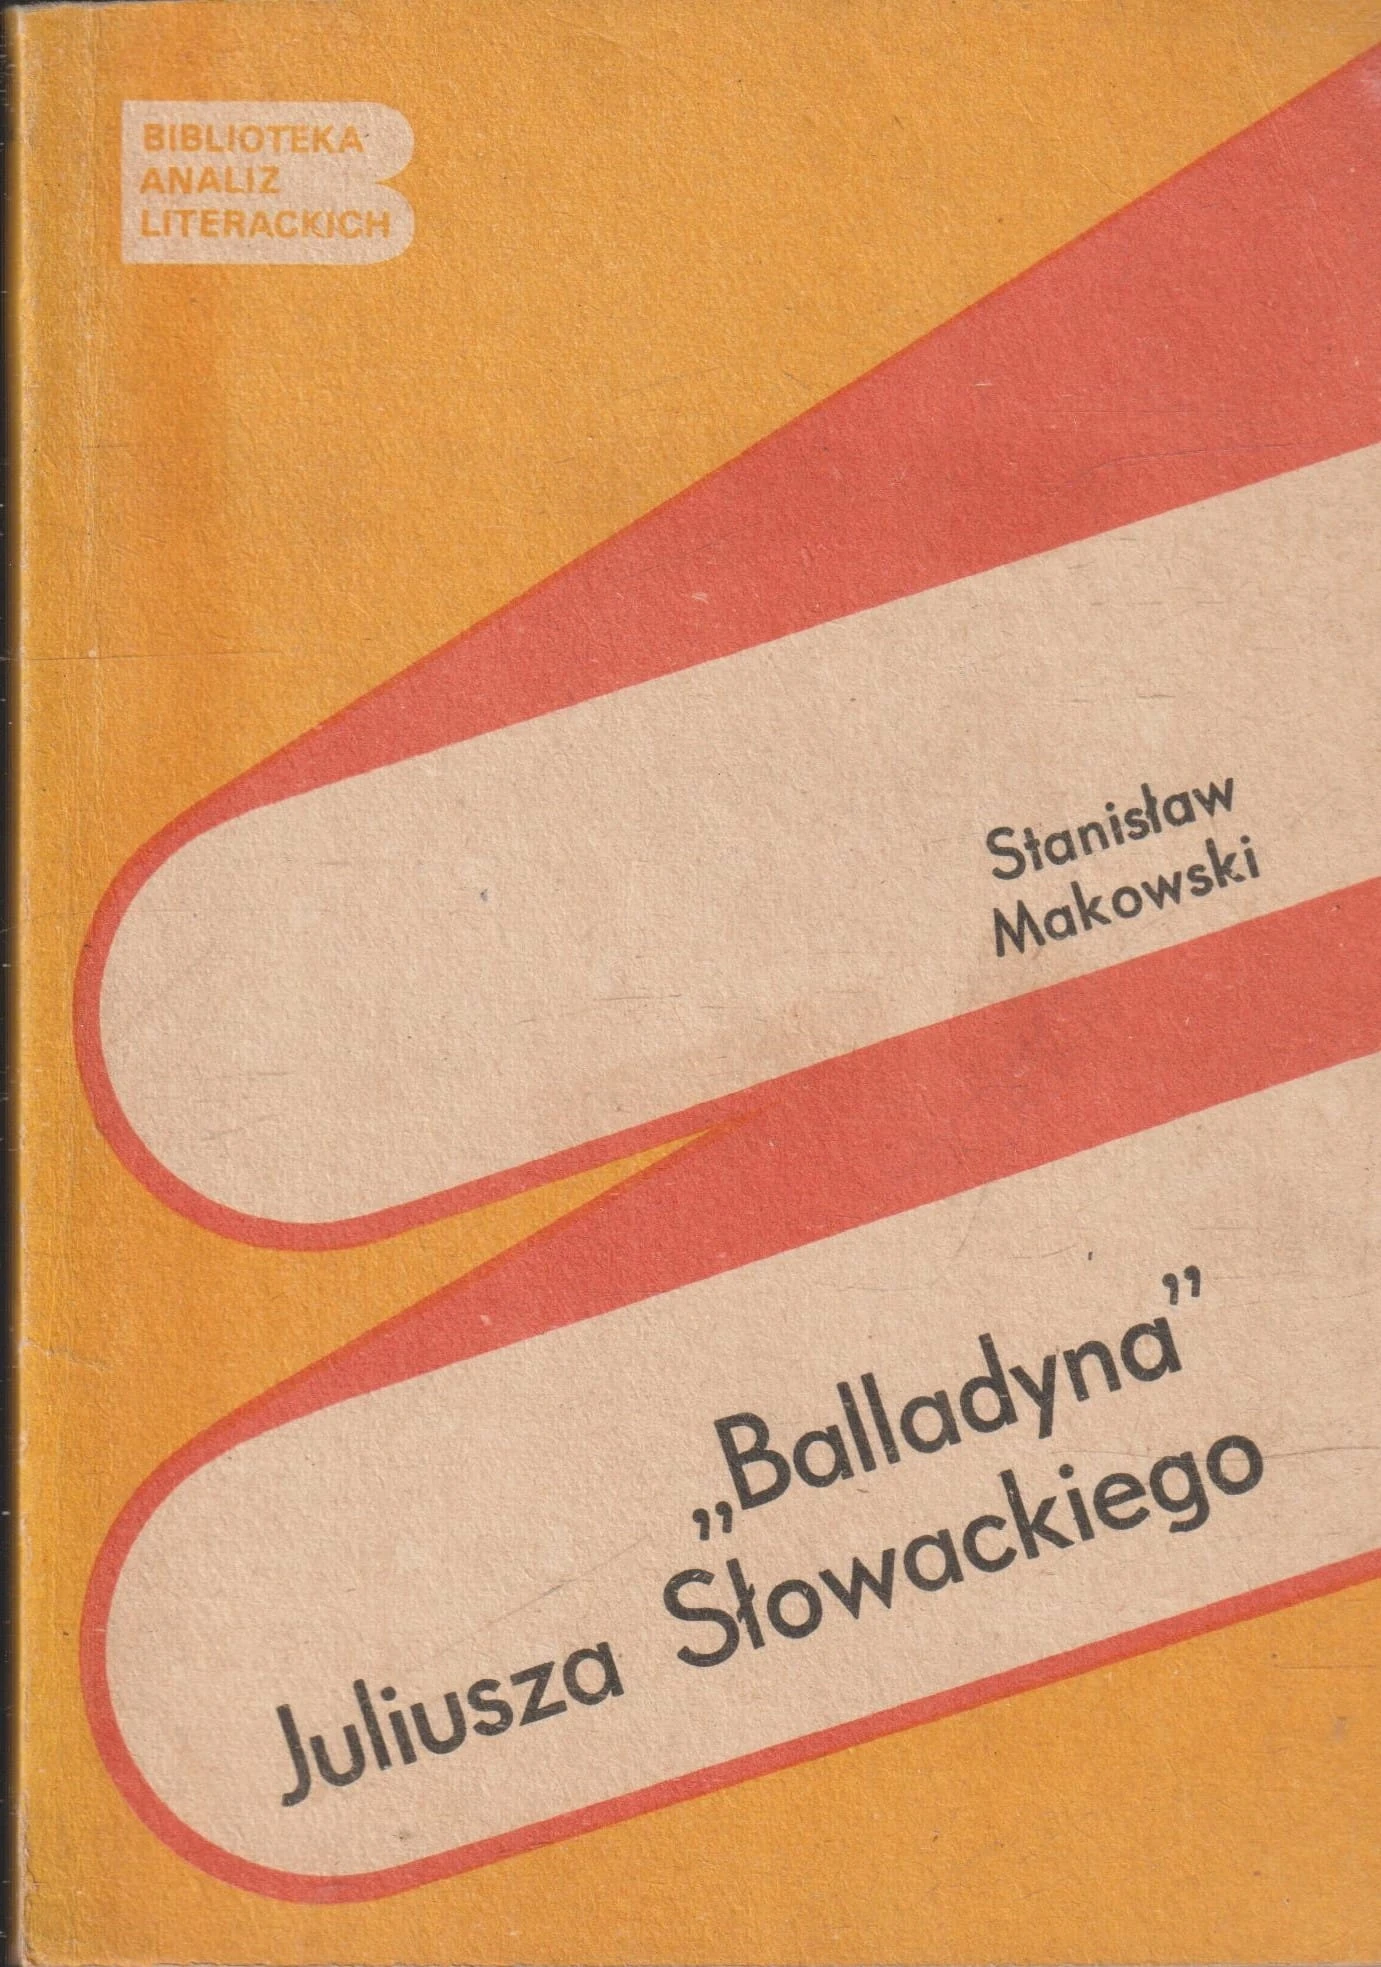 BIBLIOTEKA
ANALIZ
LITERACKICH
Stanisław
Makowski
„Balladyna”
Juliusza Słowackiego